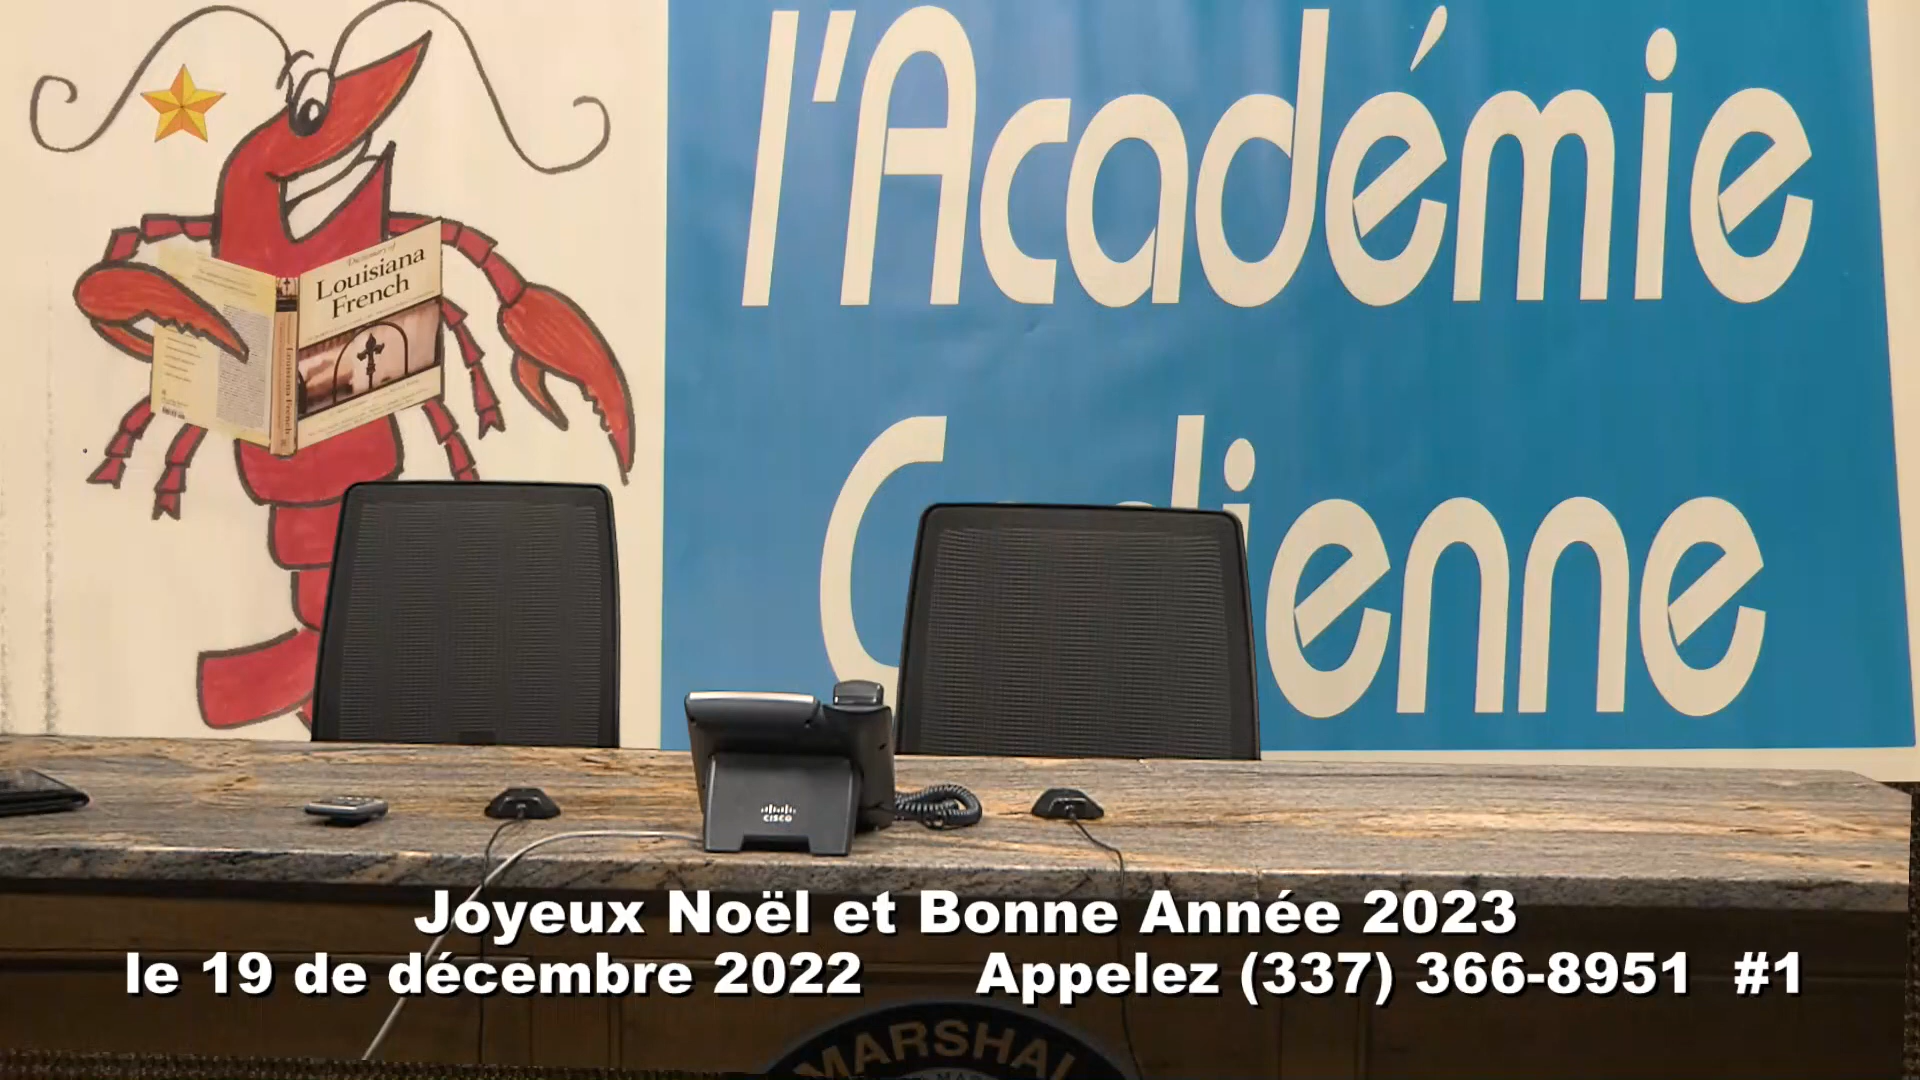 l'Académie
C dienne
Dictionary of
Louisiana
French
Louisiana French
CISCO
Joyeux Noël et Bonne Année 2023
le 19 de décembre 2022 Appelez (337) 366-8951 #1
MARSHAL